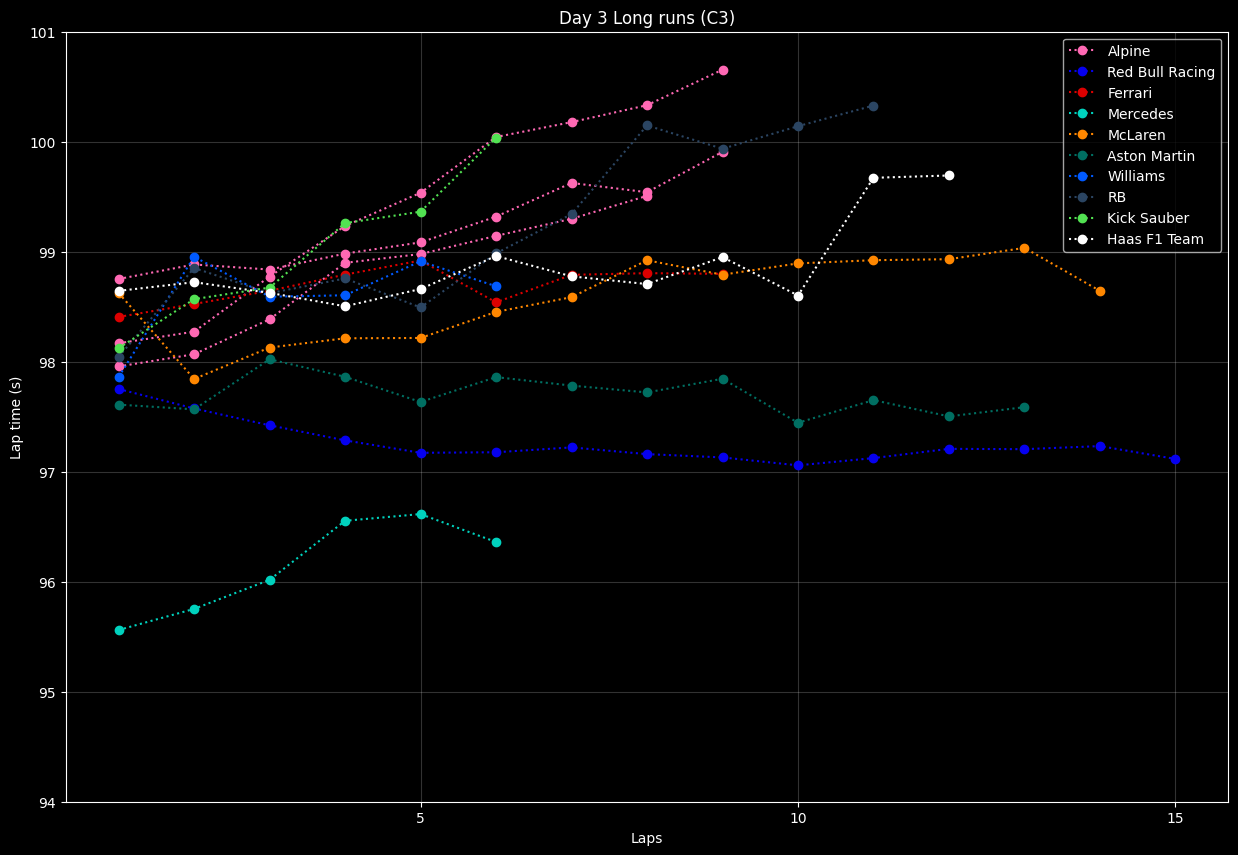 Day 3 Long runs (C3)
101
100
99
98
97
96
95
94
Lap time (s)
5
10
15
Laps
Alpine
Red Bull Racing
Ferrari
Mercedes
McLaren
Aston Martin
Williams
RB
Kick Sauber
Haas F1 Team